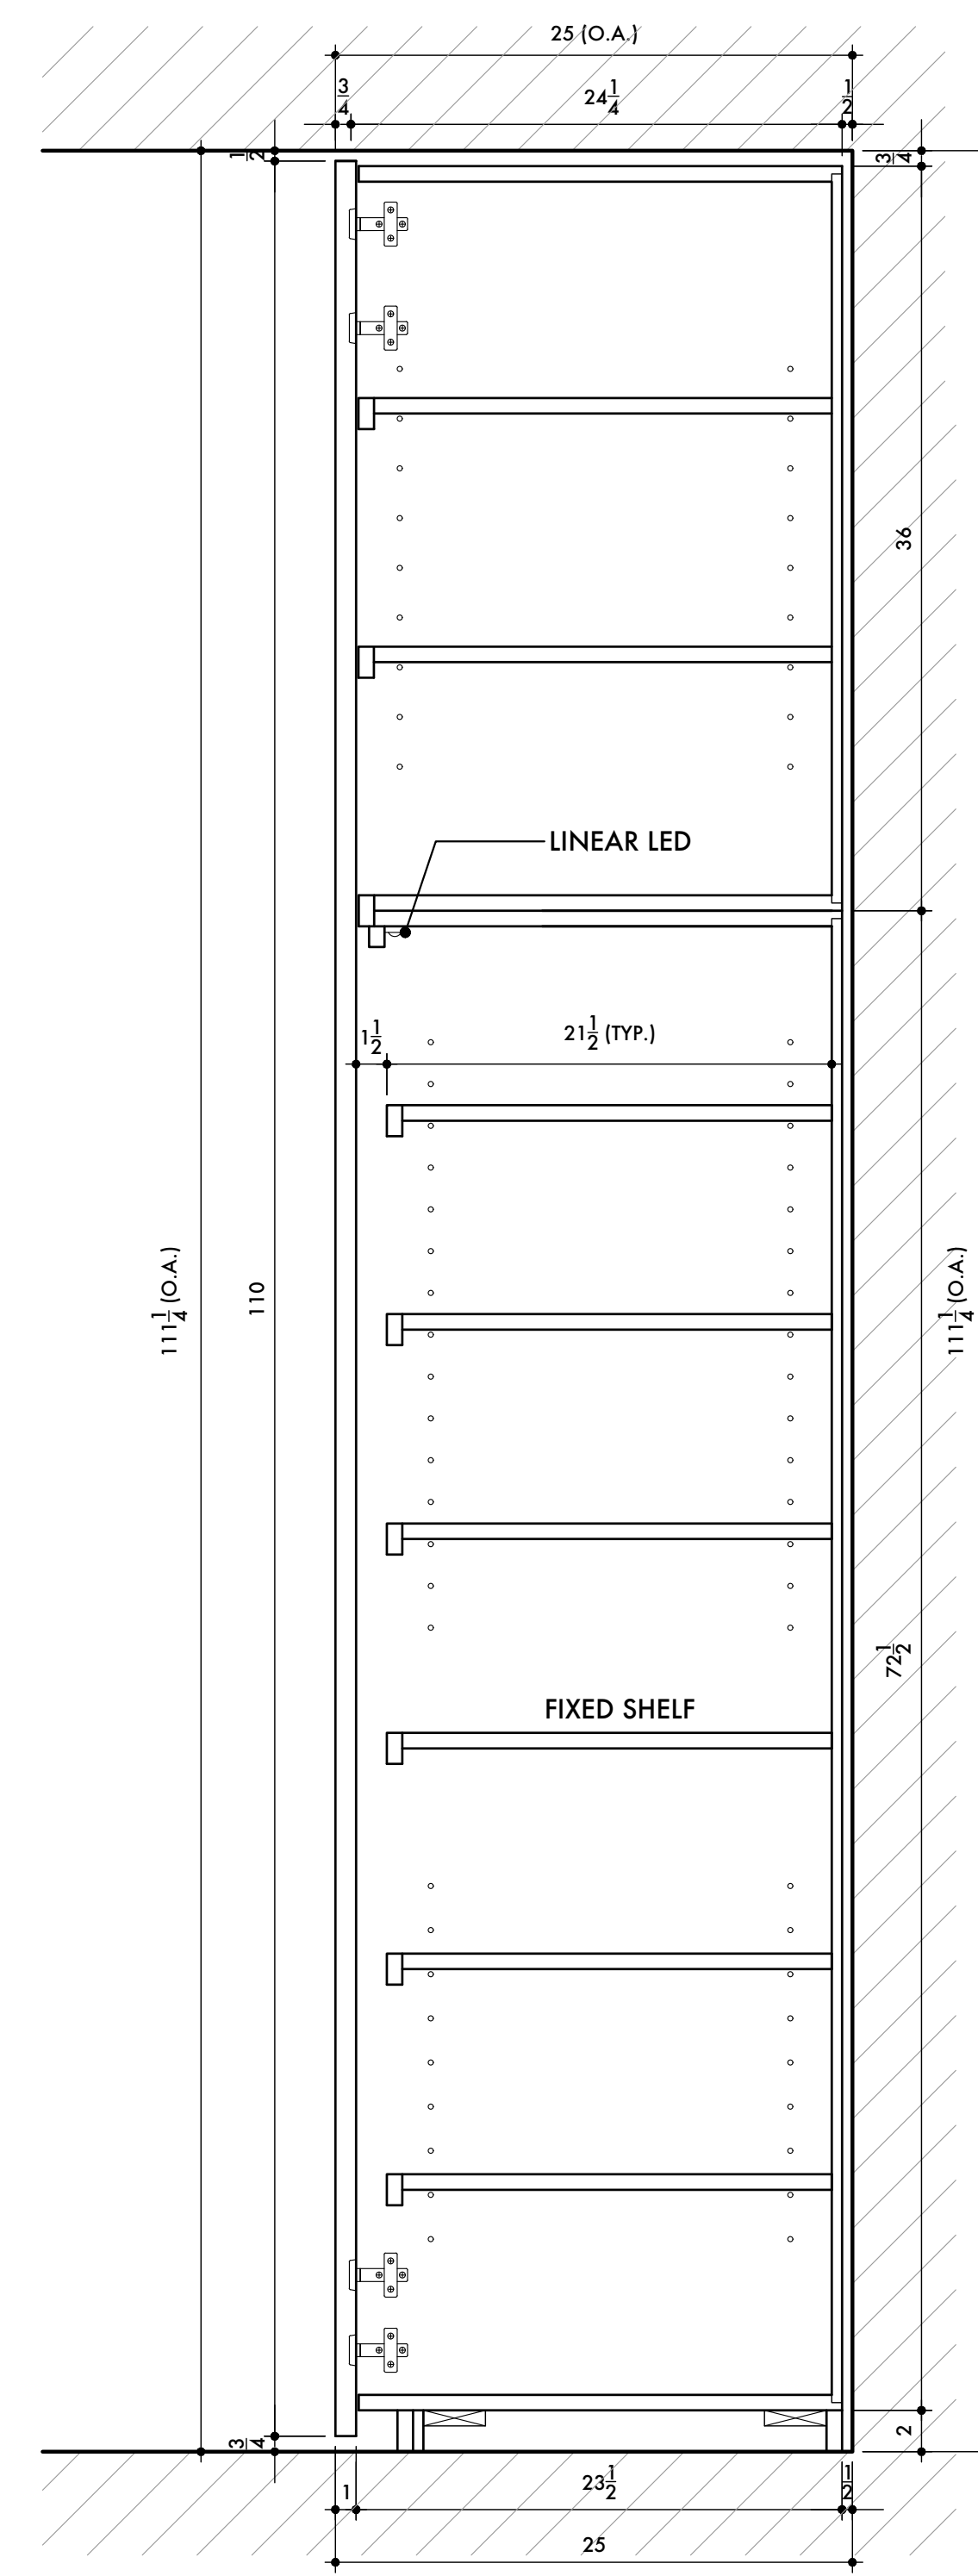 25 (O.A.)
3/4
24 1/4
1/2
1/2
3/4
36
LINEAR LED
1 1/2
21 1/2 (TYP.)
111 1/4 (O.A.)
110
111 1/4 (O.A.)
72 1/2
FIXED SHELF
3/4
2
1
23 1/2
1/2
25